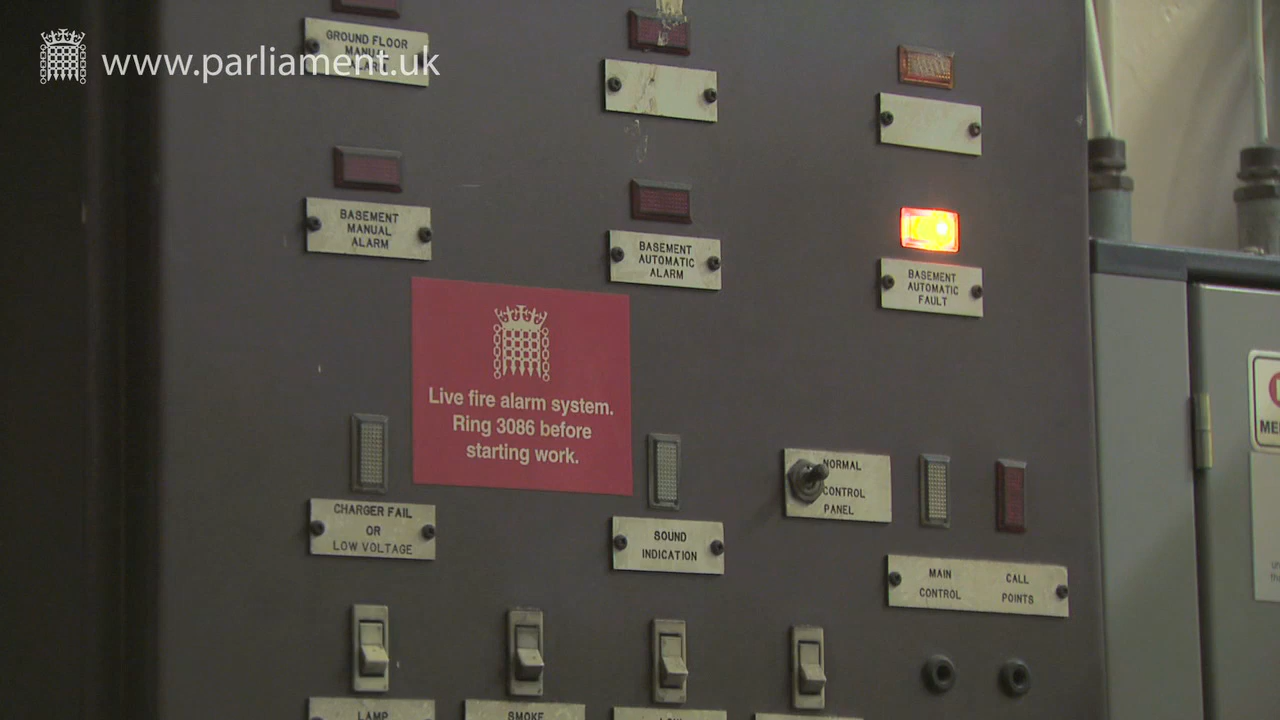 www.parliament.uk
GROUND FLOOR
MANUAL
BASEMENT
MANUAL
ALARM
BASEMENT
AUTOMATIC
ALARM
BASEMENT
AUTOMATIC
FAULT
Live fire alarm system.
Ring 3086 before
starting work.
CHARGER FAIL
OR
LOW VOLTAGE
SOUND
INDICATION
NORMAL
CONTROL
PANEL
MAIN CALL
CONTROL POINTS
LAMP
SMOKE